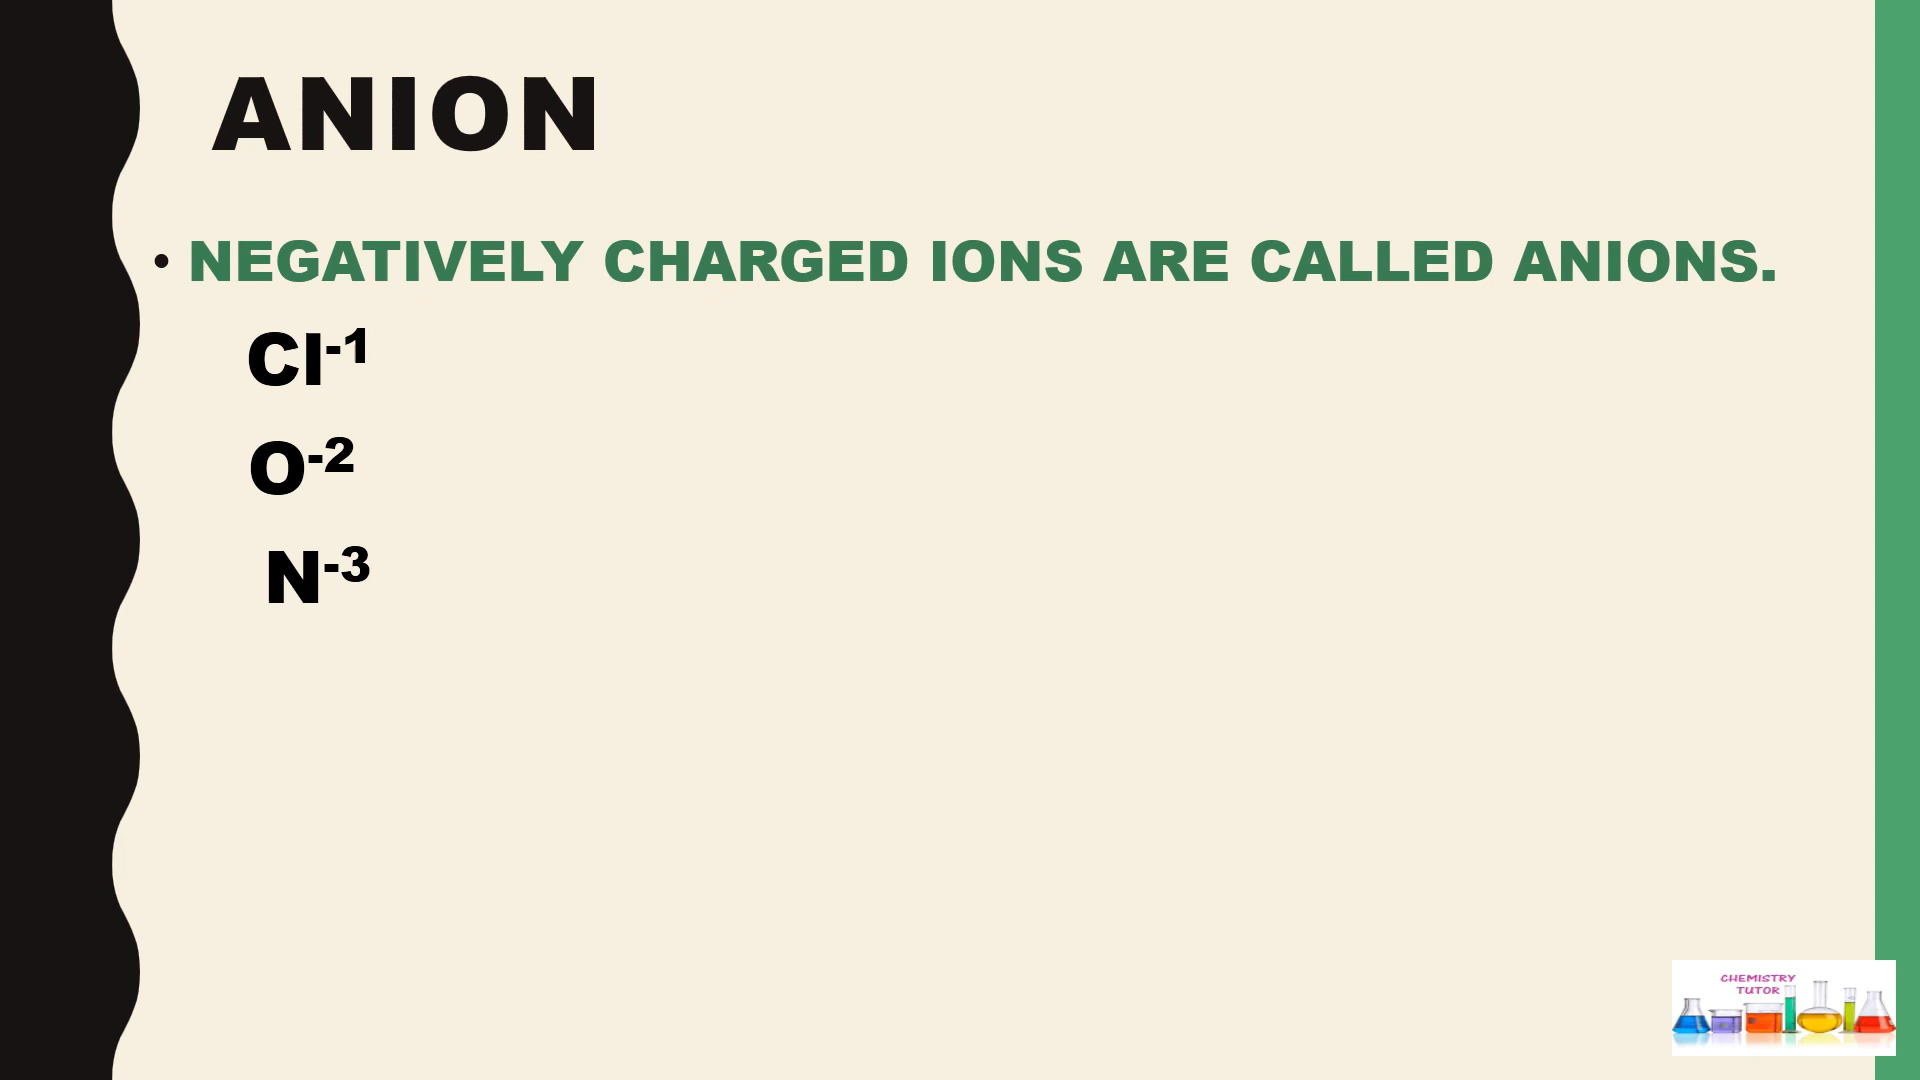 ANION
• NEGATIVELY CHARGED IONS ARE CALLED ANIONS.
Cl⁻¹
O⁻²
N⁻³
CHEMISTRY
TUTOR